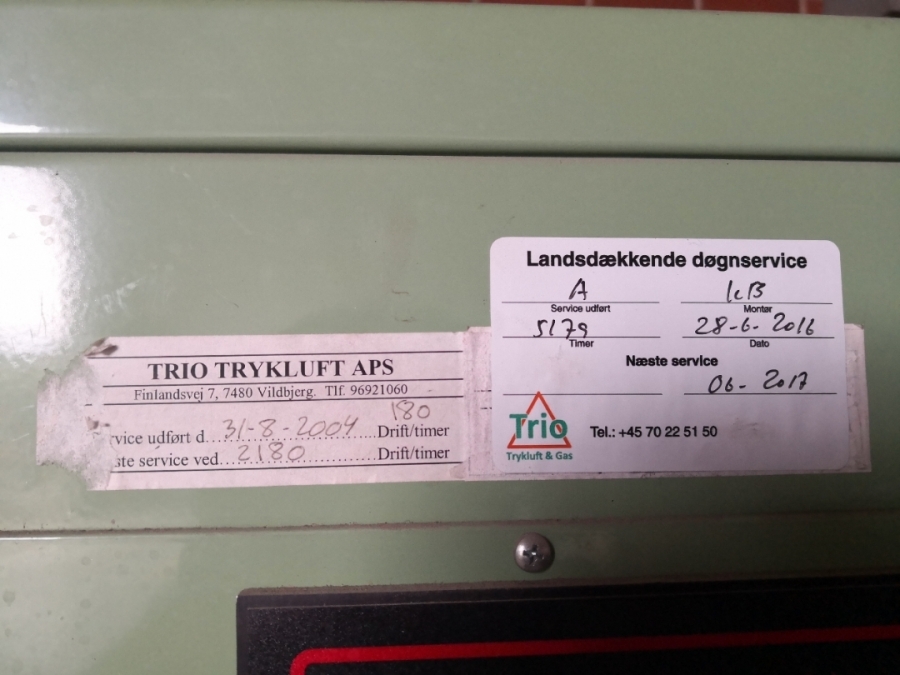 TRIO TRYKLUFT APS
Finlandsvej 7, 7480 Vildbjerg. Tlf. 96921060
180
rvice udført d. 31-8-2004 Drift/timer
ste service ved 2180 Drift/timer
Landsdækkende døgnservice
A KB
Service udført Montør
5179 28-6-2016
Timer Dato
Næste service
06-2017
Trio
Trykluft & Gas
Tel.: +45 70 22 51 50